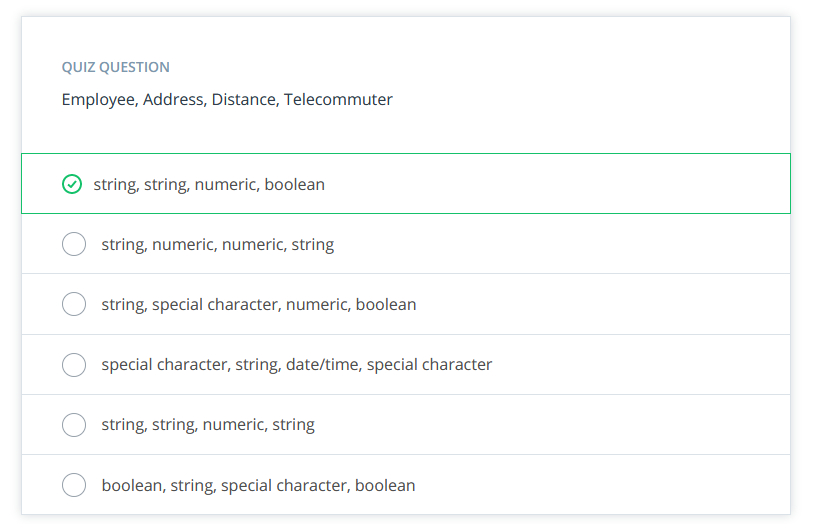 QUIZ QUESTION
Employee, Address, Distance, Telecommuter
string, string, numeric, boolean
string, numeric, numeric, string
string, special character, numeric, boolean
special character, string, date/time, special character
string, string, numeric, string
boolean, string, special character, boolean